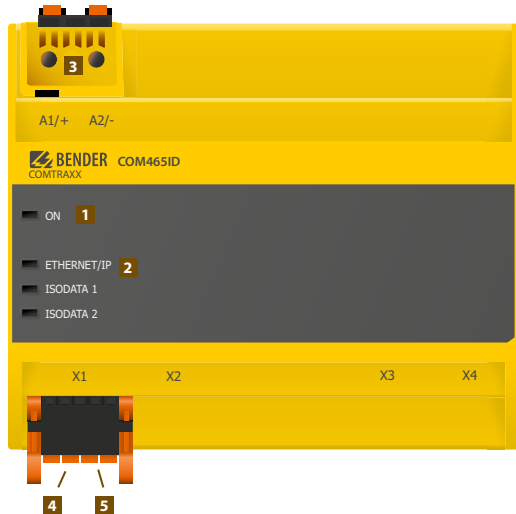 3
A1/+ A2/-
BENDER COM465ID
COMTRAXX
ON 1
ETHERNET/IP 2
ISODATA 1
ISODATA 2
X1 X2 X3 X4
4 5